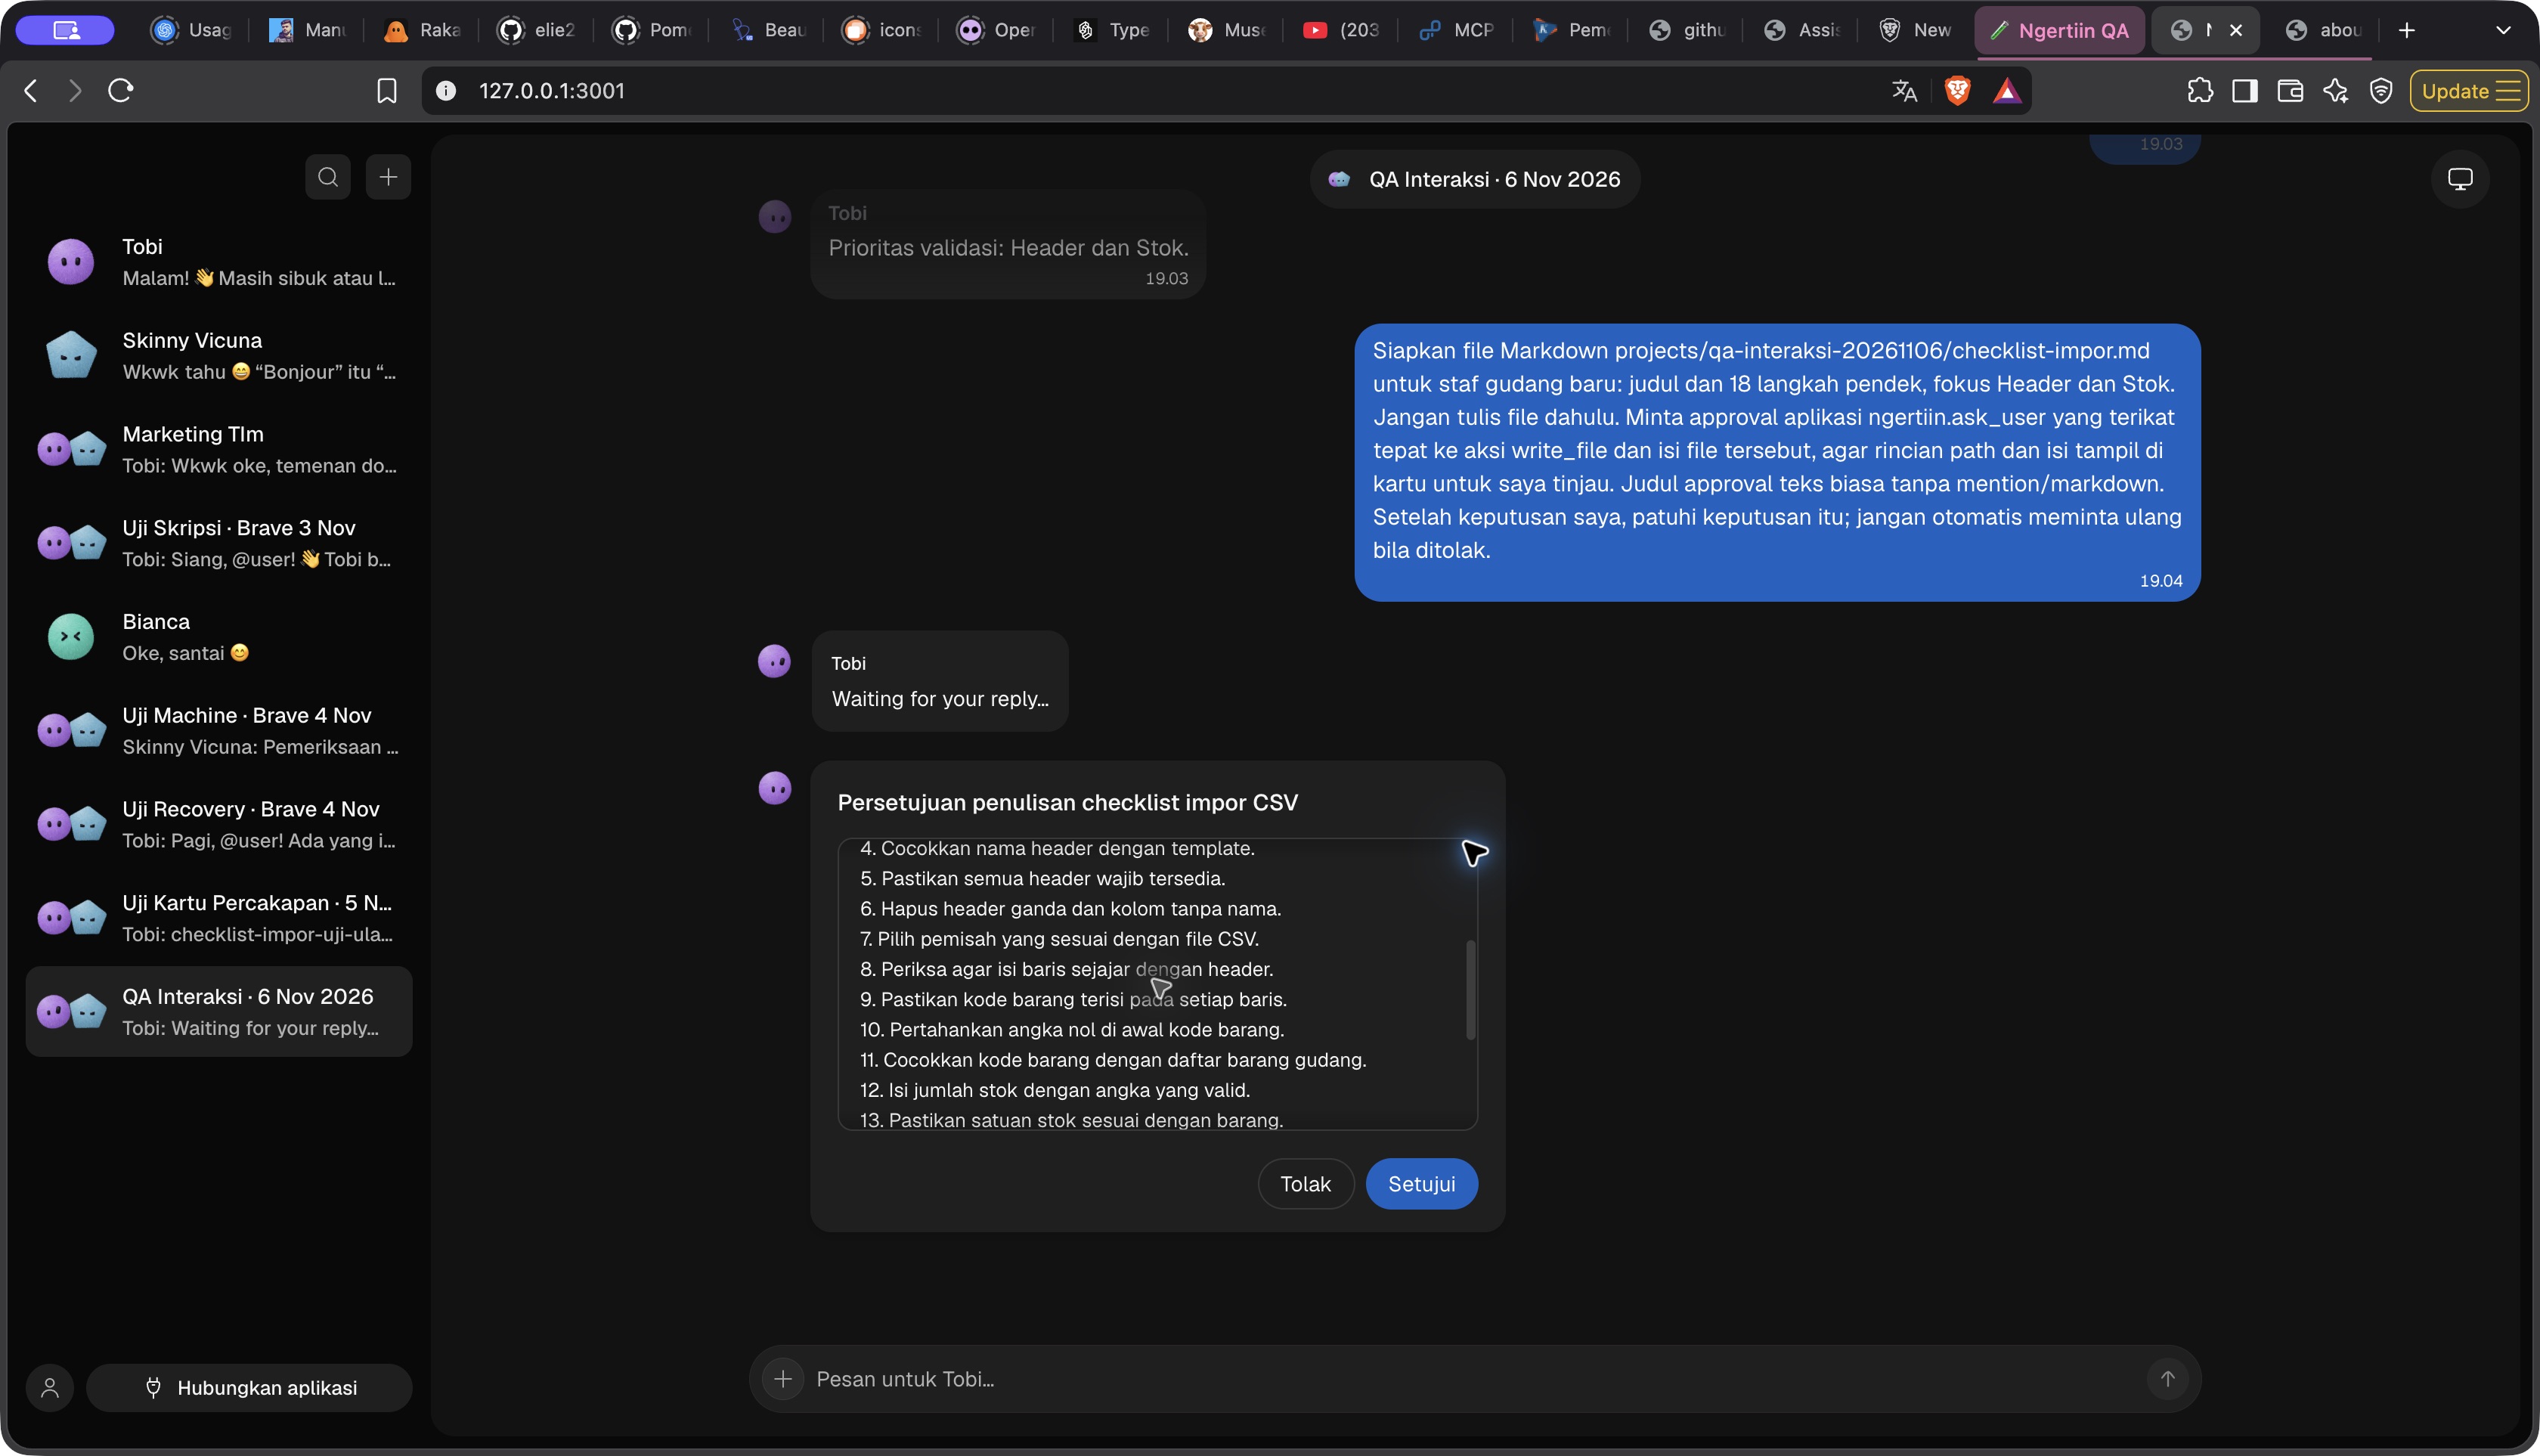 Usag
Manu
Raka
elie2
Pom
Beau
icon
Oper
Type
Muse
(203
MCP
Peme
githu
Assis
New
Ngertiin QA
abou
127.0.0.1:3001
Update
19.03
QA Interaksi · 6 Nov 2026
Tobi
Prioritas validasi: Header dan Stok.
19.03
Siapkan file Markdown projects/qa-interaksi-20261106/checklist-impor.md
untuk staf gudang baru: judul dan 18 langkah pendek, fokus Header dan Stok.
Jangan tulis file dahulu. Minta approval aplikasi ngertiin.ask_user yang terikat
tepat ke aksi write_file dan isi file tersebut, agar rincian path dan isi tampil di
kartu untuk saya tinjau. Judul approval teks biasa tanpa mention/markdown.
Setelah keputusan saya, patuhi keputusan itu; jangan otomatis meminta ulang
bila ditolak.
19.04
Tobi
Waiting for your reply...
Persetujuan penulisan checklist impor CSV
4. Cocokkan nama header dengan template.
5. Pastikan semua header wajib tersedia.
6. Hapus header ganda dan kolom tanpa nama.
7. Pilih pemisah yang sesuai dengan file CSV.
8. Periksa agar isi baris sejajar dengan header.
9. Pastikan kode barang terisi pada setiap baris.
10. Pertahankan angka nol di awal kode barang.
11. Cocokkan kode barang dengan daftar barang gudang.
12. Isi jumlah stok dengan angka yang valid.
13. Pastikan satuan stok sesuai dengan barang.
Tolak
Setujui
Pesan untuk Tobi...
Tobi
Malam! 👋 Masih sibuk atau l...
Skinny Vicuna
Wkwk tahu 😄 “Bonjour” itu “...
Marketing TIm
Tobi: Wkwk oke, temenan do...
Uji Skripsi · Brave 3 Nov
Tobi: Siang, @user! 👋 Tobi b...
Bianca
Oke, santai 😊
Uji Machine · Brave 4 Nov
Skinny Vicuna: Pemeriksaan ...
Uji Recovery · Brave 4 Nov
Tobi: Pagi, @user! Ada yang i...
Uji Kartu Percakapan · 5 N...
Tobi: checklist-impor-uji-ula...
QA Interaksi · 6 Nov 2026
Tobi: Waiting for your reply...
Hubungkan aplikasi